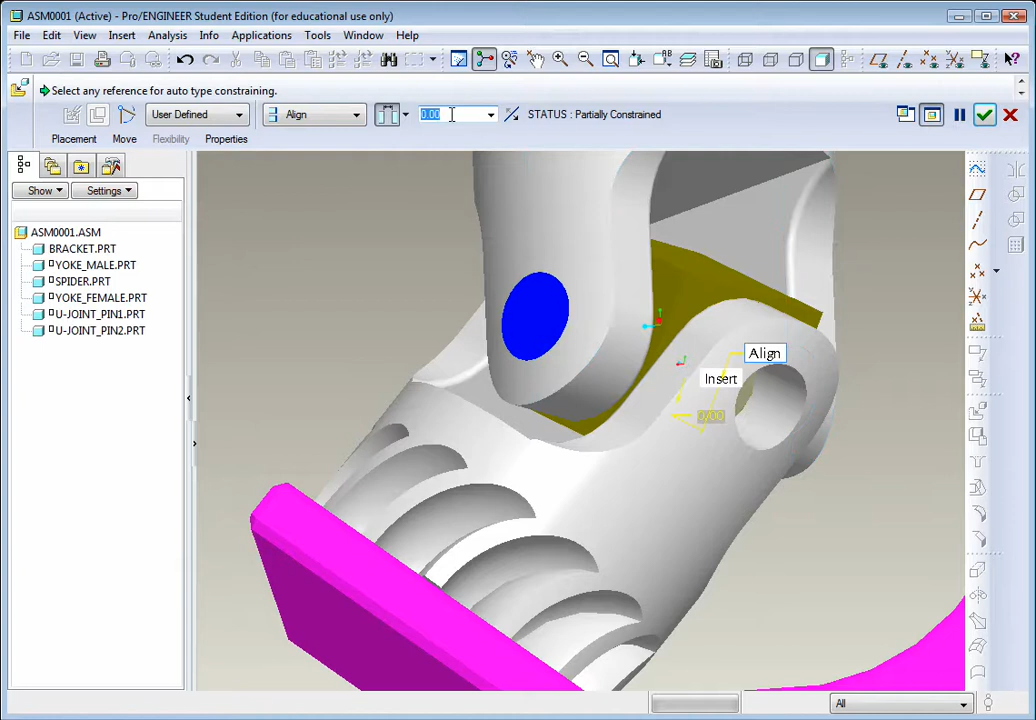 ASM0001 (Active) - Pro/ENGINEER Student Edition (for educational use only)
File Edit View Insert Analysis Info Applications Tools Window Help
Select any reference for auto type constraining.
User Defined Align 0.00 STATUS : Partially Constrained
Placement Move Flexibility Properties
Show Settings
ASM0001.ASM
BRACKET.PRT
YOKE_MALE.PRT
SPIDER.PRT
YOKE_FEMALE.PRT
U-JOINT_PIN1.PRT
U-JOINT_PIN2.PRT
Align
Insert
0.00
All